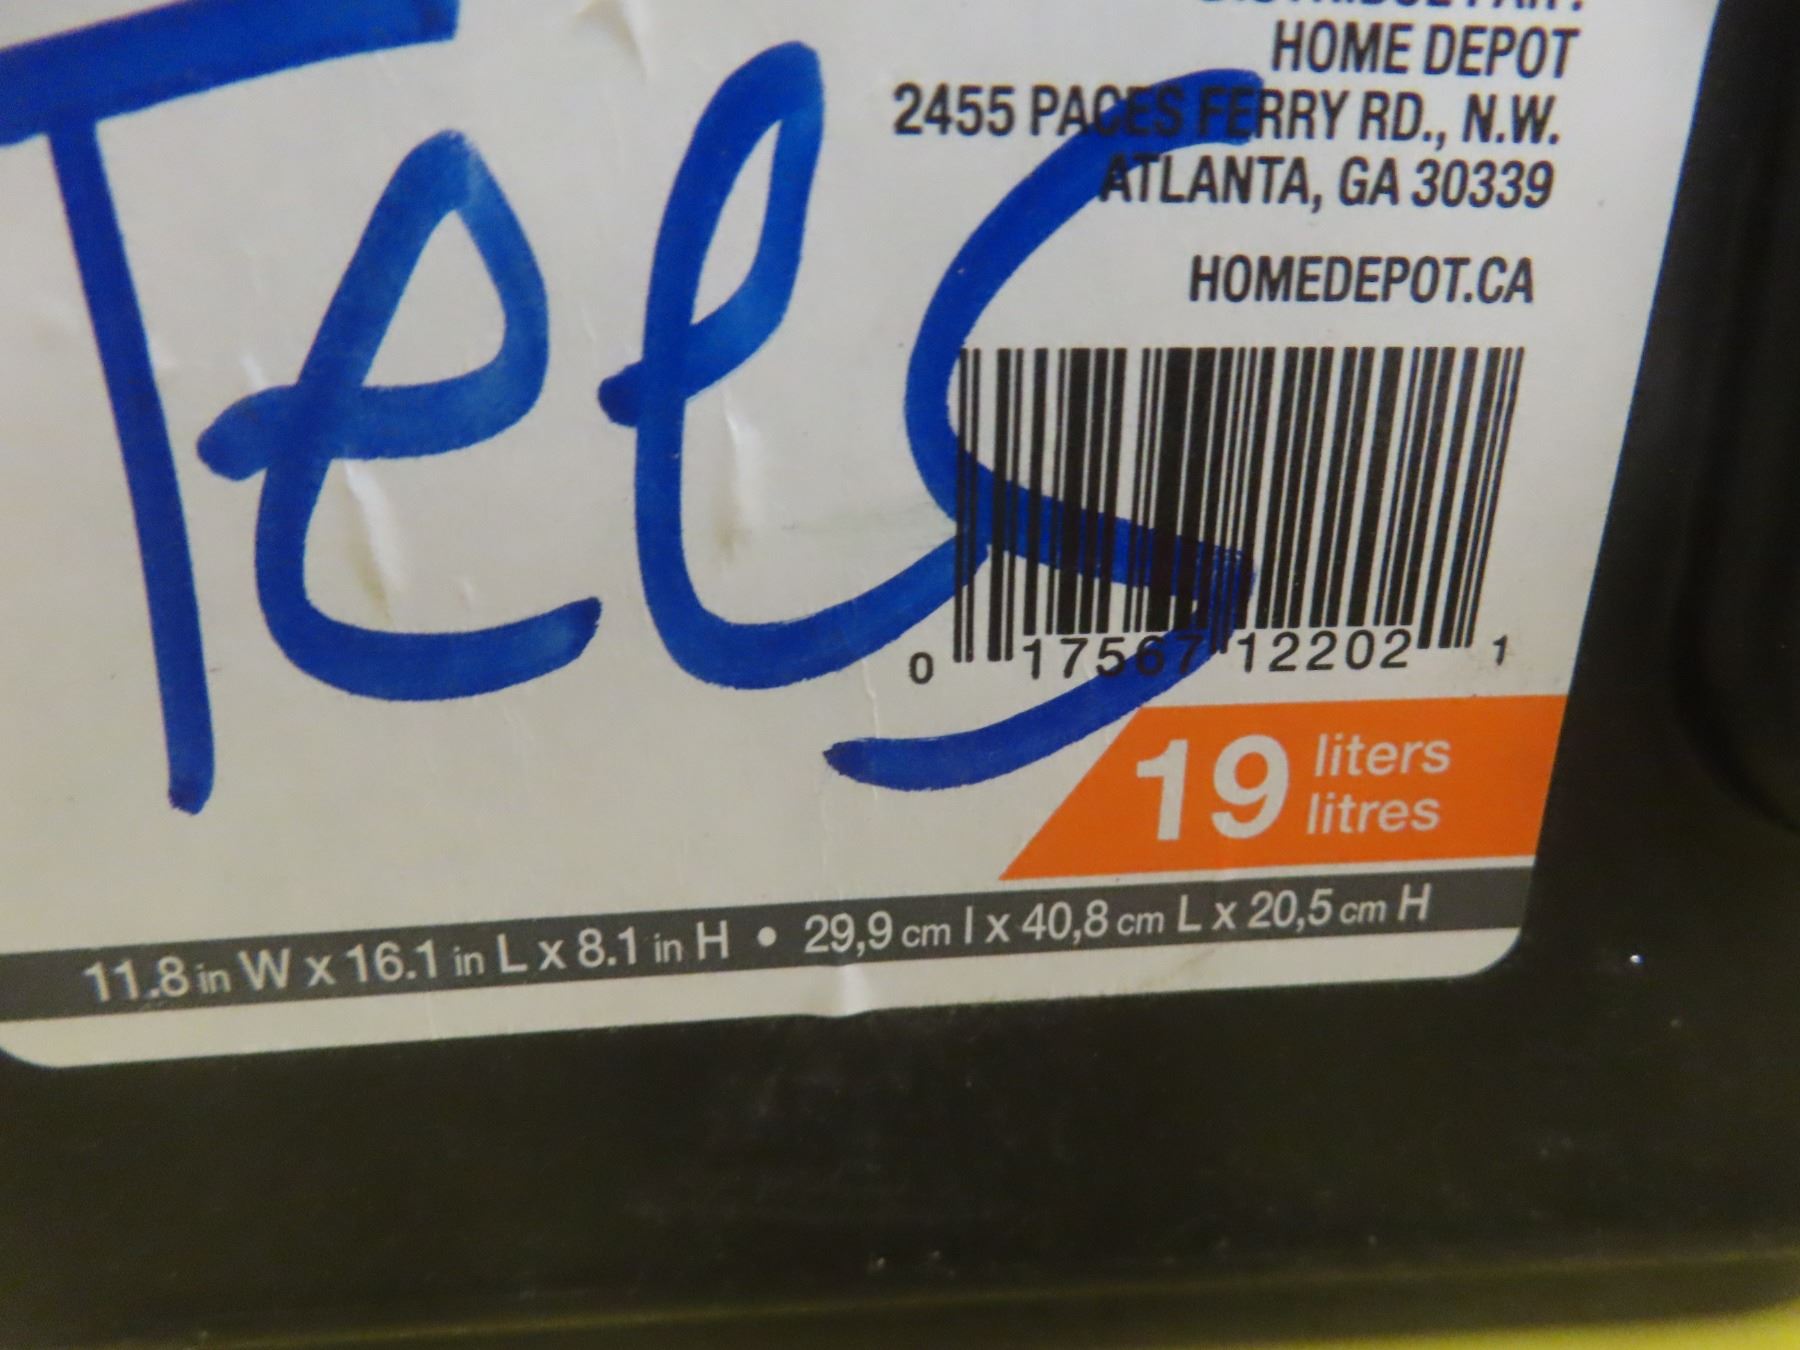 HOME DEPOT
2455 PACES FERRY RD., N.W.
ATLANTA, GA 30339
HOMEDEPOT.CA
Tees
0 17567 12202 1
19 liters
litres
11.8 in W x 16.1 in L x 8.1 in H • 29,9 cm l x 40,8 cm L x 20,5 cm H